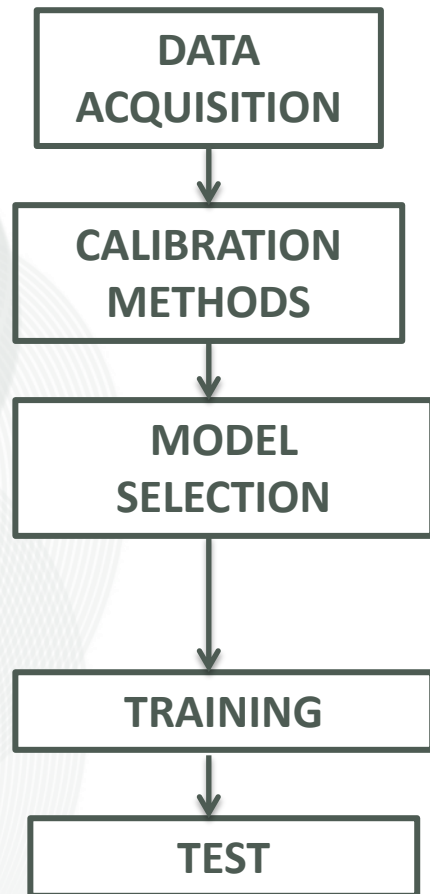 DATA
ACQUISITION
CALIBRATION
METHODS
MODEL
SELECTION
TRAINING
TEST